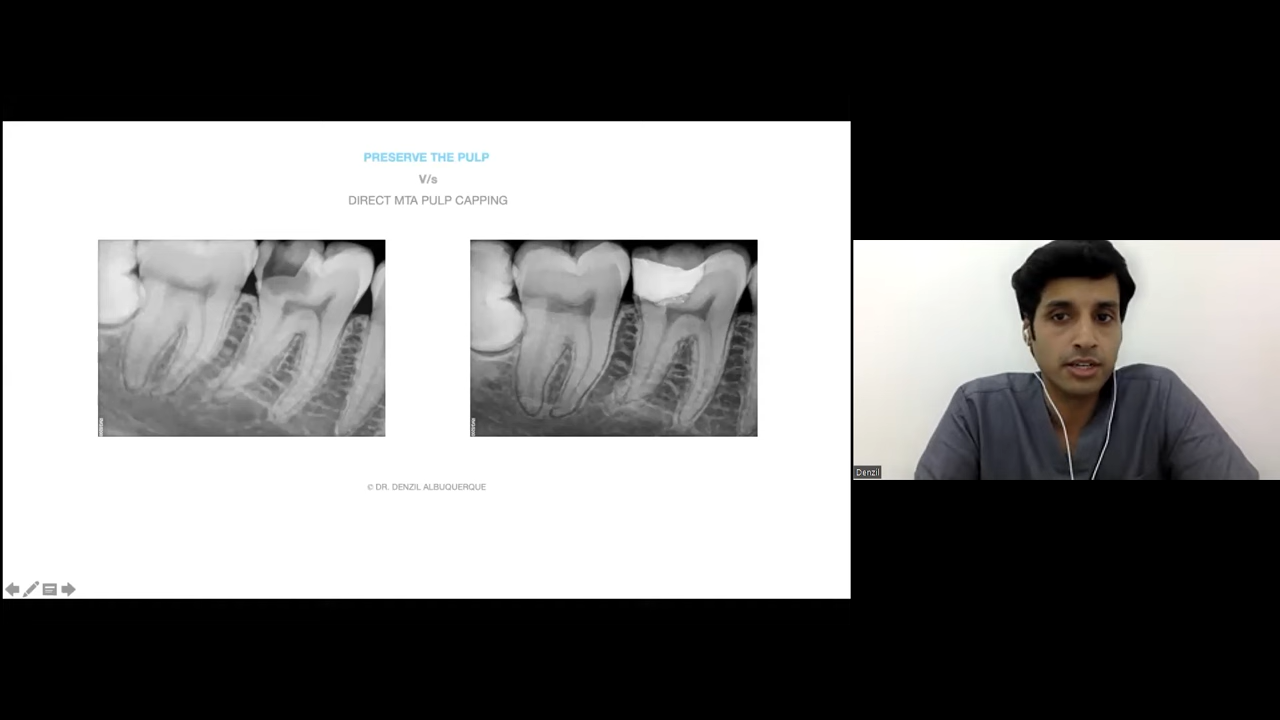 PRESERVE THE PULP
V/s
DIRECT MTA PULP CAPPING
© DR. DENZIL ALBUQUERQUE
Denzil